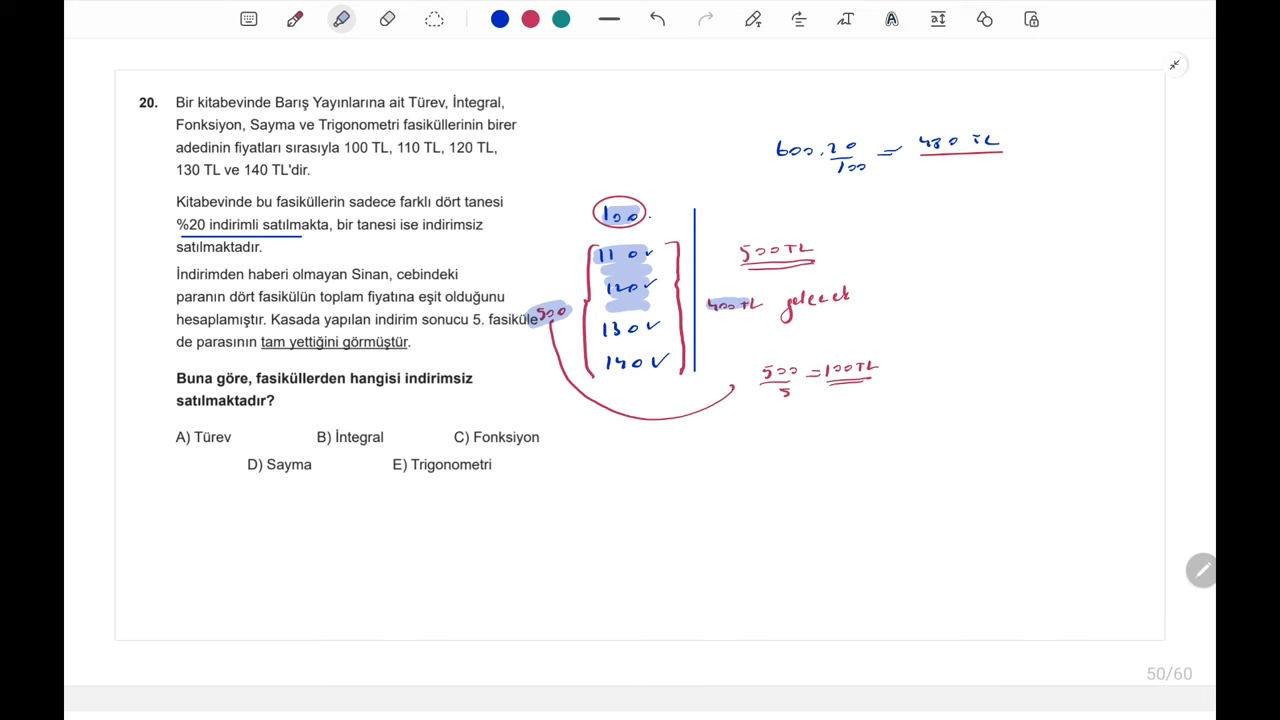 20. Bir kitabevinde Barış Yayınlarına ait Türev, İntegral,
Fonksiyon, Sayma ve Trigonometri fasiküllerinin birer
adedinin fiyatları sırasıyla 100 TL, 110 TL, 120 TL,
130 TL ve 140 TL'dir.
Kitabevinde bu fasiküllerin sadece farklı dört tanesi
%20 indirimli satılmakta, bir tanesi ise indirimsiz
satılmaktadır.
İndirimden haberi olmayan Sinan, cebindeki
paranın dört fasikülün toplam fiyatına eşit olduğunu
hesaplamıştır. Kasada yapılan indirim sonucu 5. fasiküle
de parasının tam yettiğini görmüştür.
Buna göre, fasiküllerden hangisi indirimsiz
satılmaktadır?
A) Türev B) İntegral C) Fonksiyon
D) Sayma E) Trigonometri
100
110 ✓
120 ✓
130 ✓
140 ✓
500
600.20/100 = 480 TL
500 TL
400 TL gelecek
500/5 = 100 TL
50/60